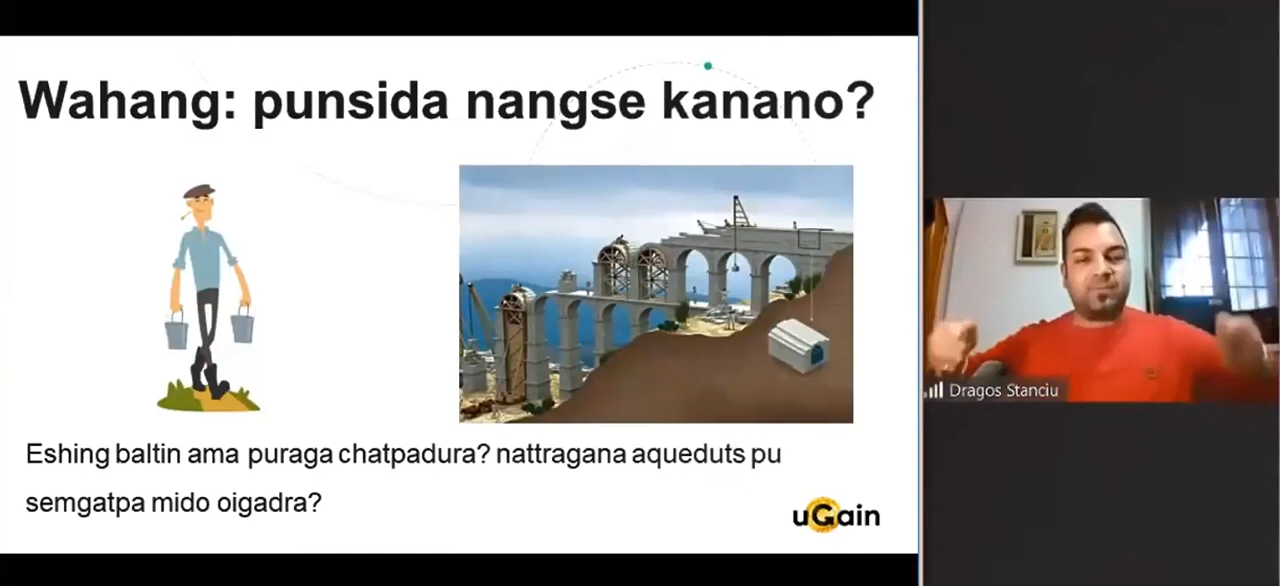 Wahang: punsida nangse kanano?
Eshing baltin ama puraga chatpadura? nattragana aqueduts pu
semgatpa mido oigadra?
uGain
Dragos Stanciu